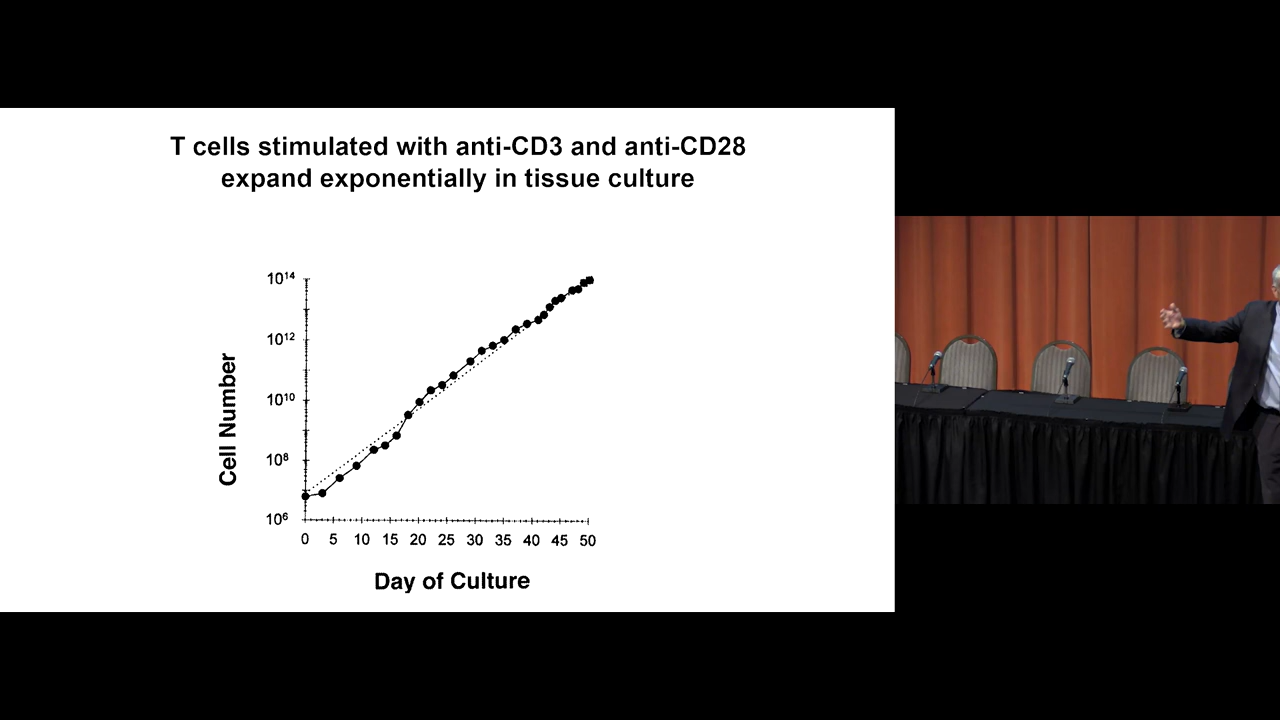 T cells stimulated with anti-CD3 and anti-CD28
expand exponentially in tissue culture
10¹⁴
10¹²
10¹⁰
10⁸
10⁶
Cell Number
0 5 10 15 20 25 30 35 40 45 50
Day of Culture